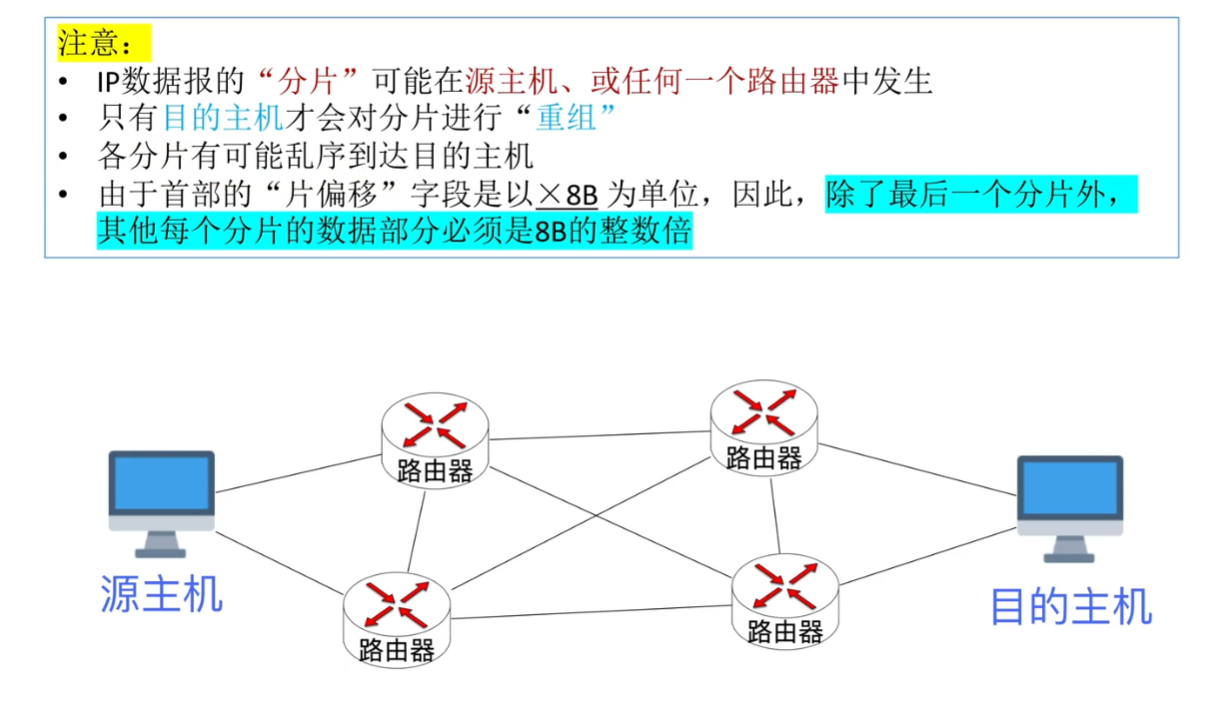 注意：
• IP数据报的“分片”可能在源主机、或任何一个路由器中发生
• 只有目的主机才会对分片进行“重组”
• 各分片有可能乱序到达目的主机
• 由于首部的“片偏移”字段是以×8B 为单位，因此，除了最后一个分片外，
其他每个分片的数据部分必须是8B的整数倍
路由器
路由器
源主机
目的主机
路由器
路由器